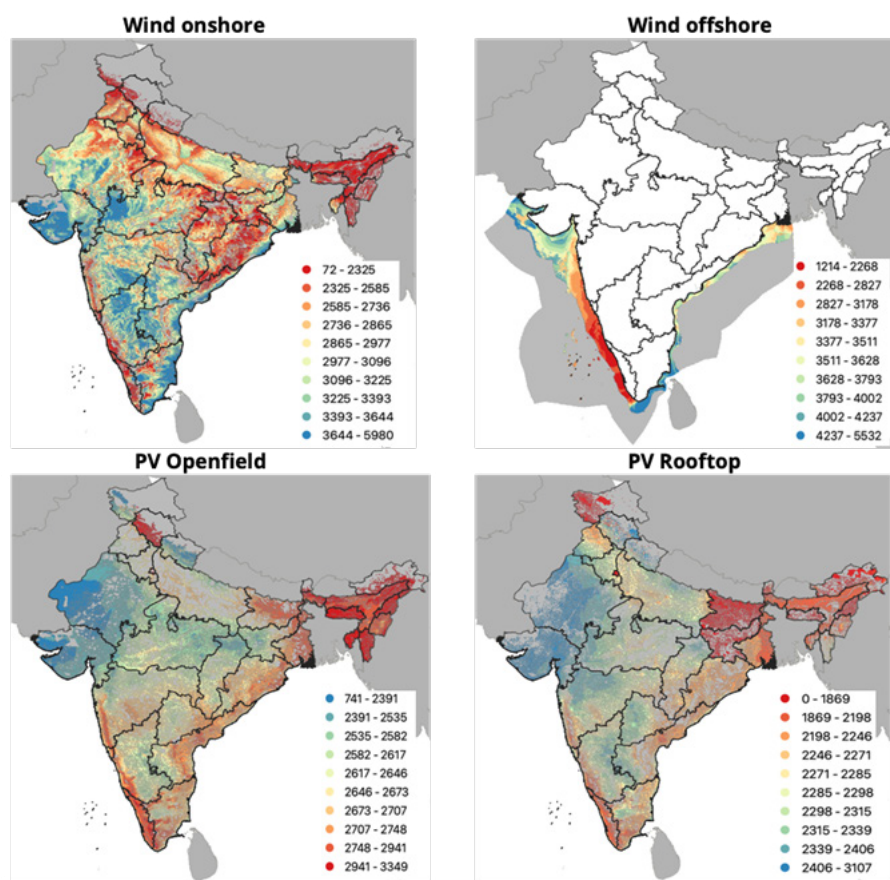 Wind onshore
72 - 2325
2325 - 2585
2585 - 2736
2736 - 2865
2865 - 2977
2977 - 3096
3096 - 3225
3225 - 3393
3393 - 3644
3644 - 5980
Wind offshore
1214 - 2268
2268 - 2827
2827 - 3178
3178 - 3377
3377 - 3511
3511 - 3628
3628 - 3793
3793 - 4002
4002 - 4237
4237 - 5532
PV Openfield
741 - 2391
2391 - 2535
2535 - 2582
2582 - 2617
2617 - 2646
2646 - 2673
2673 - 2707
2707 - 2748
2748 - 2941
2941 - 3349
PV Rooftop
0 - 1869
1869 - 2198
2198 - 2246
2246 - 2271
2271 - 2285
2285 - 2298
2298 - 2315
2315 - 2339
2339 - 2406
2406 - 3107